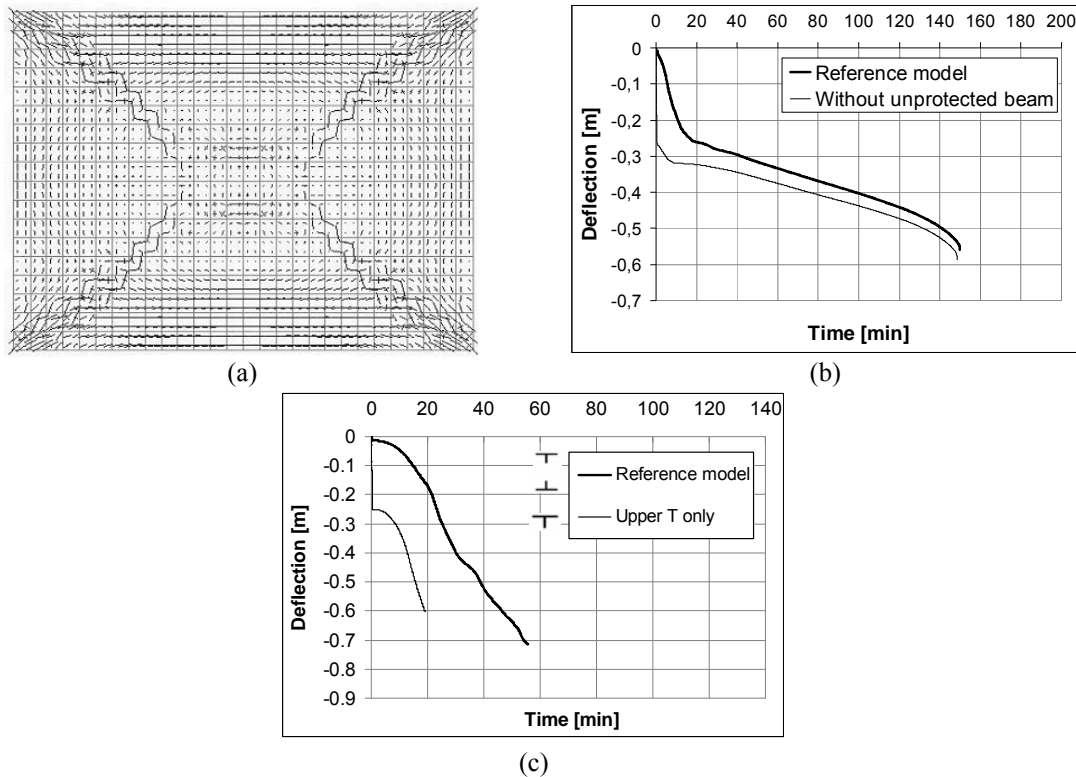 (a)
0 20 40 60 80 100 120 140 160 180 200
0
-0,1
-0,2
-0,3
-0,4
-0,5
-0,6
-0,7
Deflection [m]
Reference model
Without unprotected beam
Time [min]
(b)
0 20 40 60 80 100 120 140
0
-0.1
-0.2
-0.3
-0.4
-0.5
-0.6
-0.7
-0.8
-0.9
Deflection [m]
Reference model
Upper T only
Time [min]
(c)